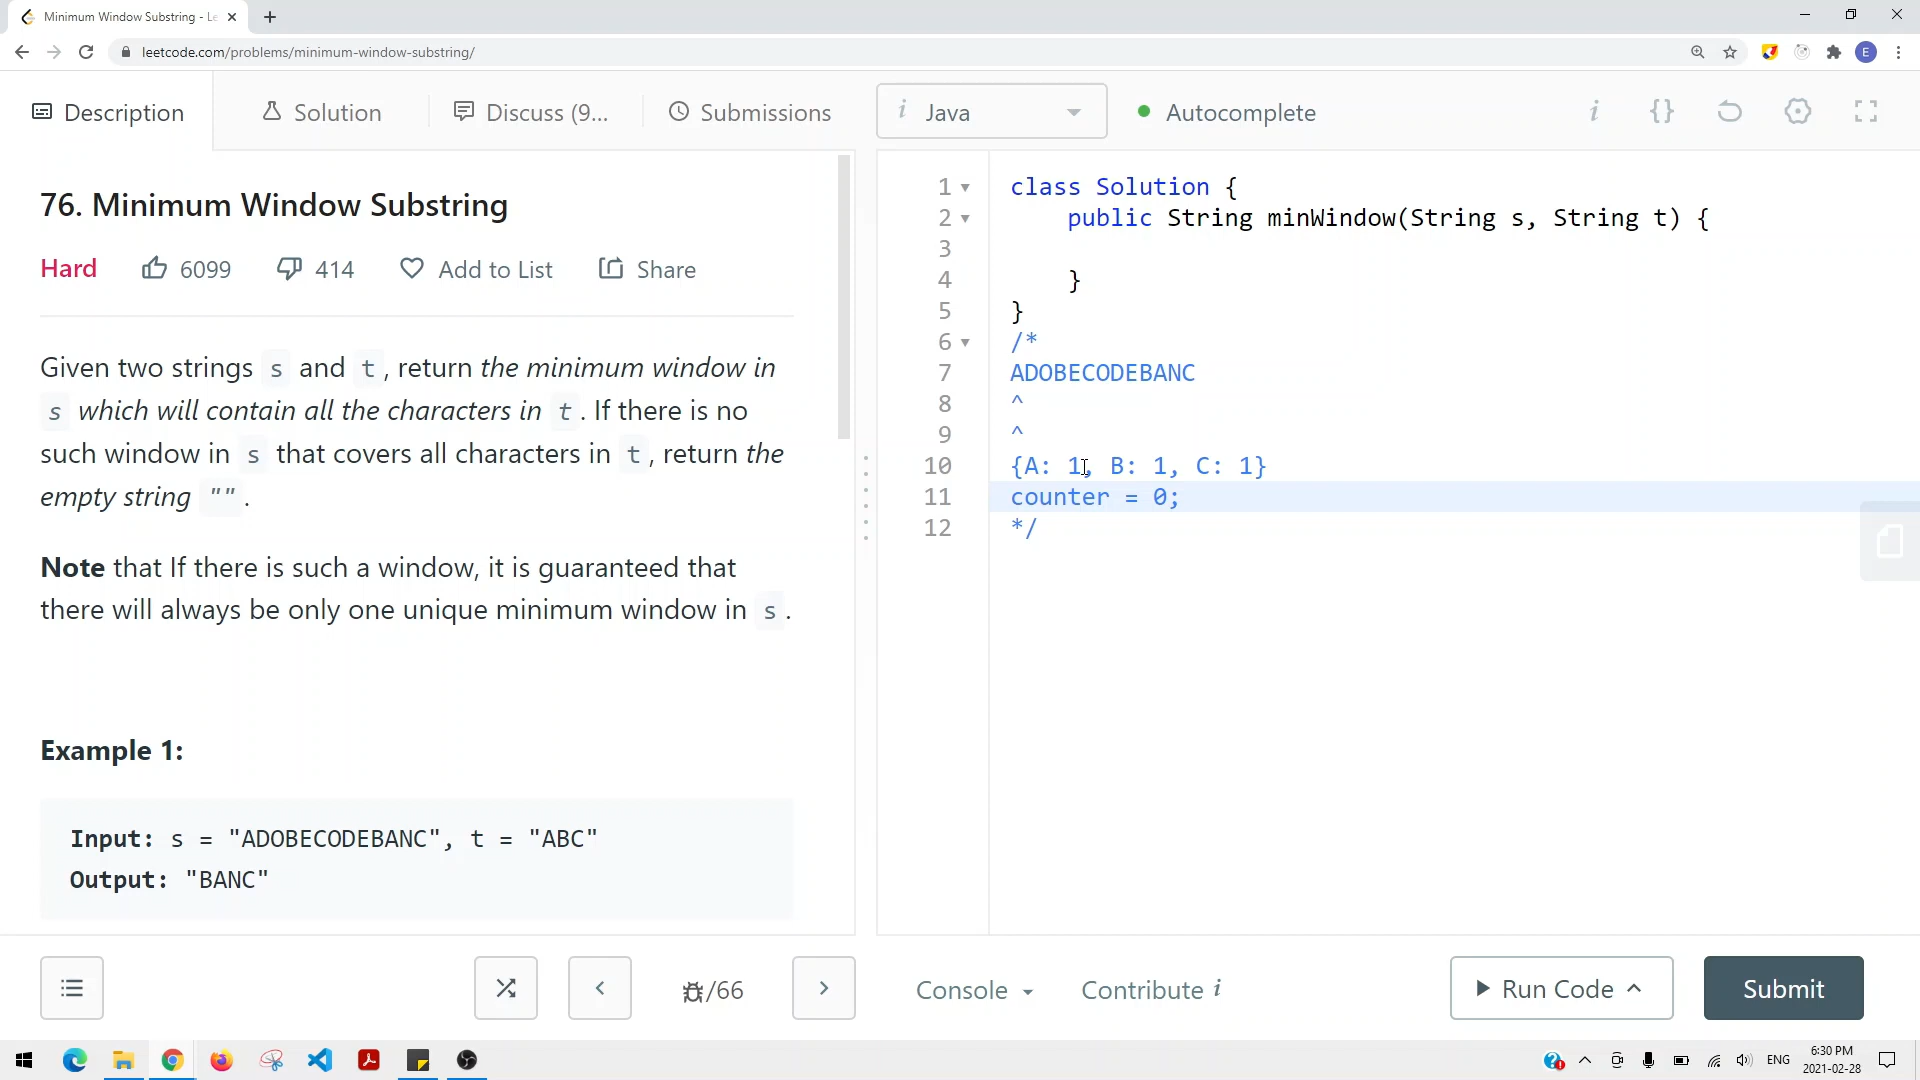 Minimum Window Substring - Le
leetcode.com/problems/minimum-window-substring/
E
Description
Solution
Discuss (9...
Submissions
i Java
Autocomplete
i {}
76. Minimum Window Substring
Hard 6099 414 Add to List Share
Given two strings s and t, return the minimum window in
s which will contain all the characters in t. If there is no
such window in s that covers all characters in t, return the
empty string "".
Note that If there is such a window, it is guaranteed that
there will always be only one unique minimum window in s.
Example 1:
Input: s = "ADOBECODEBANC", t = "ABC"
Output: "BANC"
1 class Solution {
2 public String minWindow(String s, String t) {
3
4 }
5 }
6 /*
7 ADOBECODEBANC
8 ^
9 ^
10 {A: 1, B: 1, C: 1}
11 counter = 0;
12 */
/66
Console
Contribute i
Run Code
Submit
ENG
6:30 PM
2021-02-28